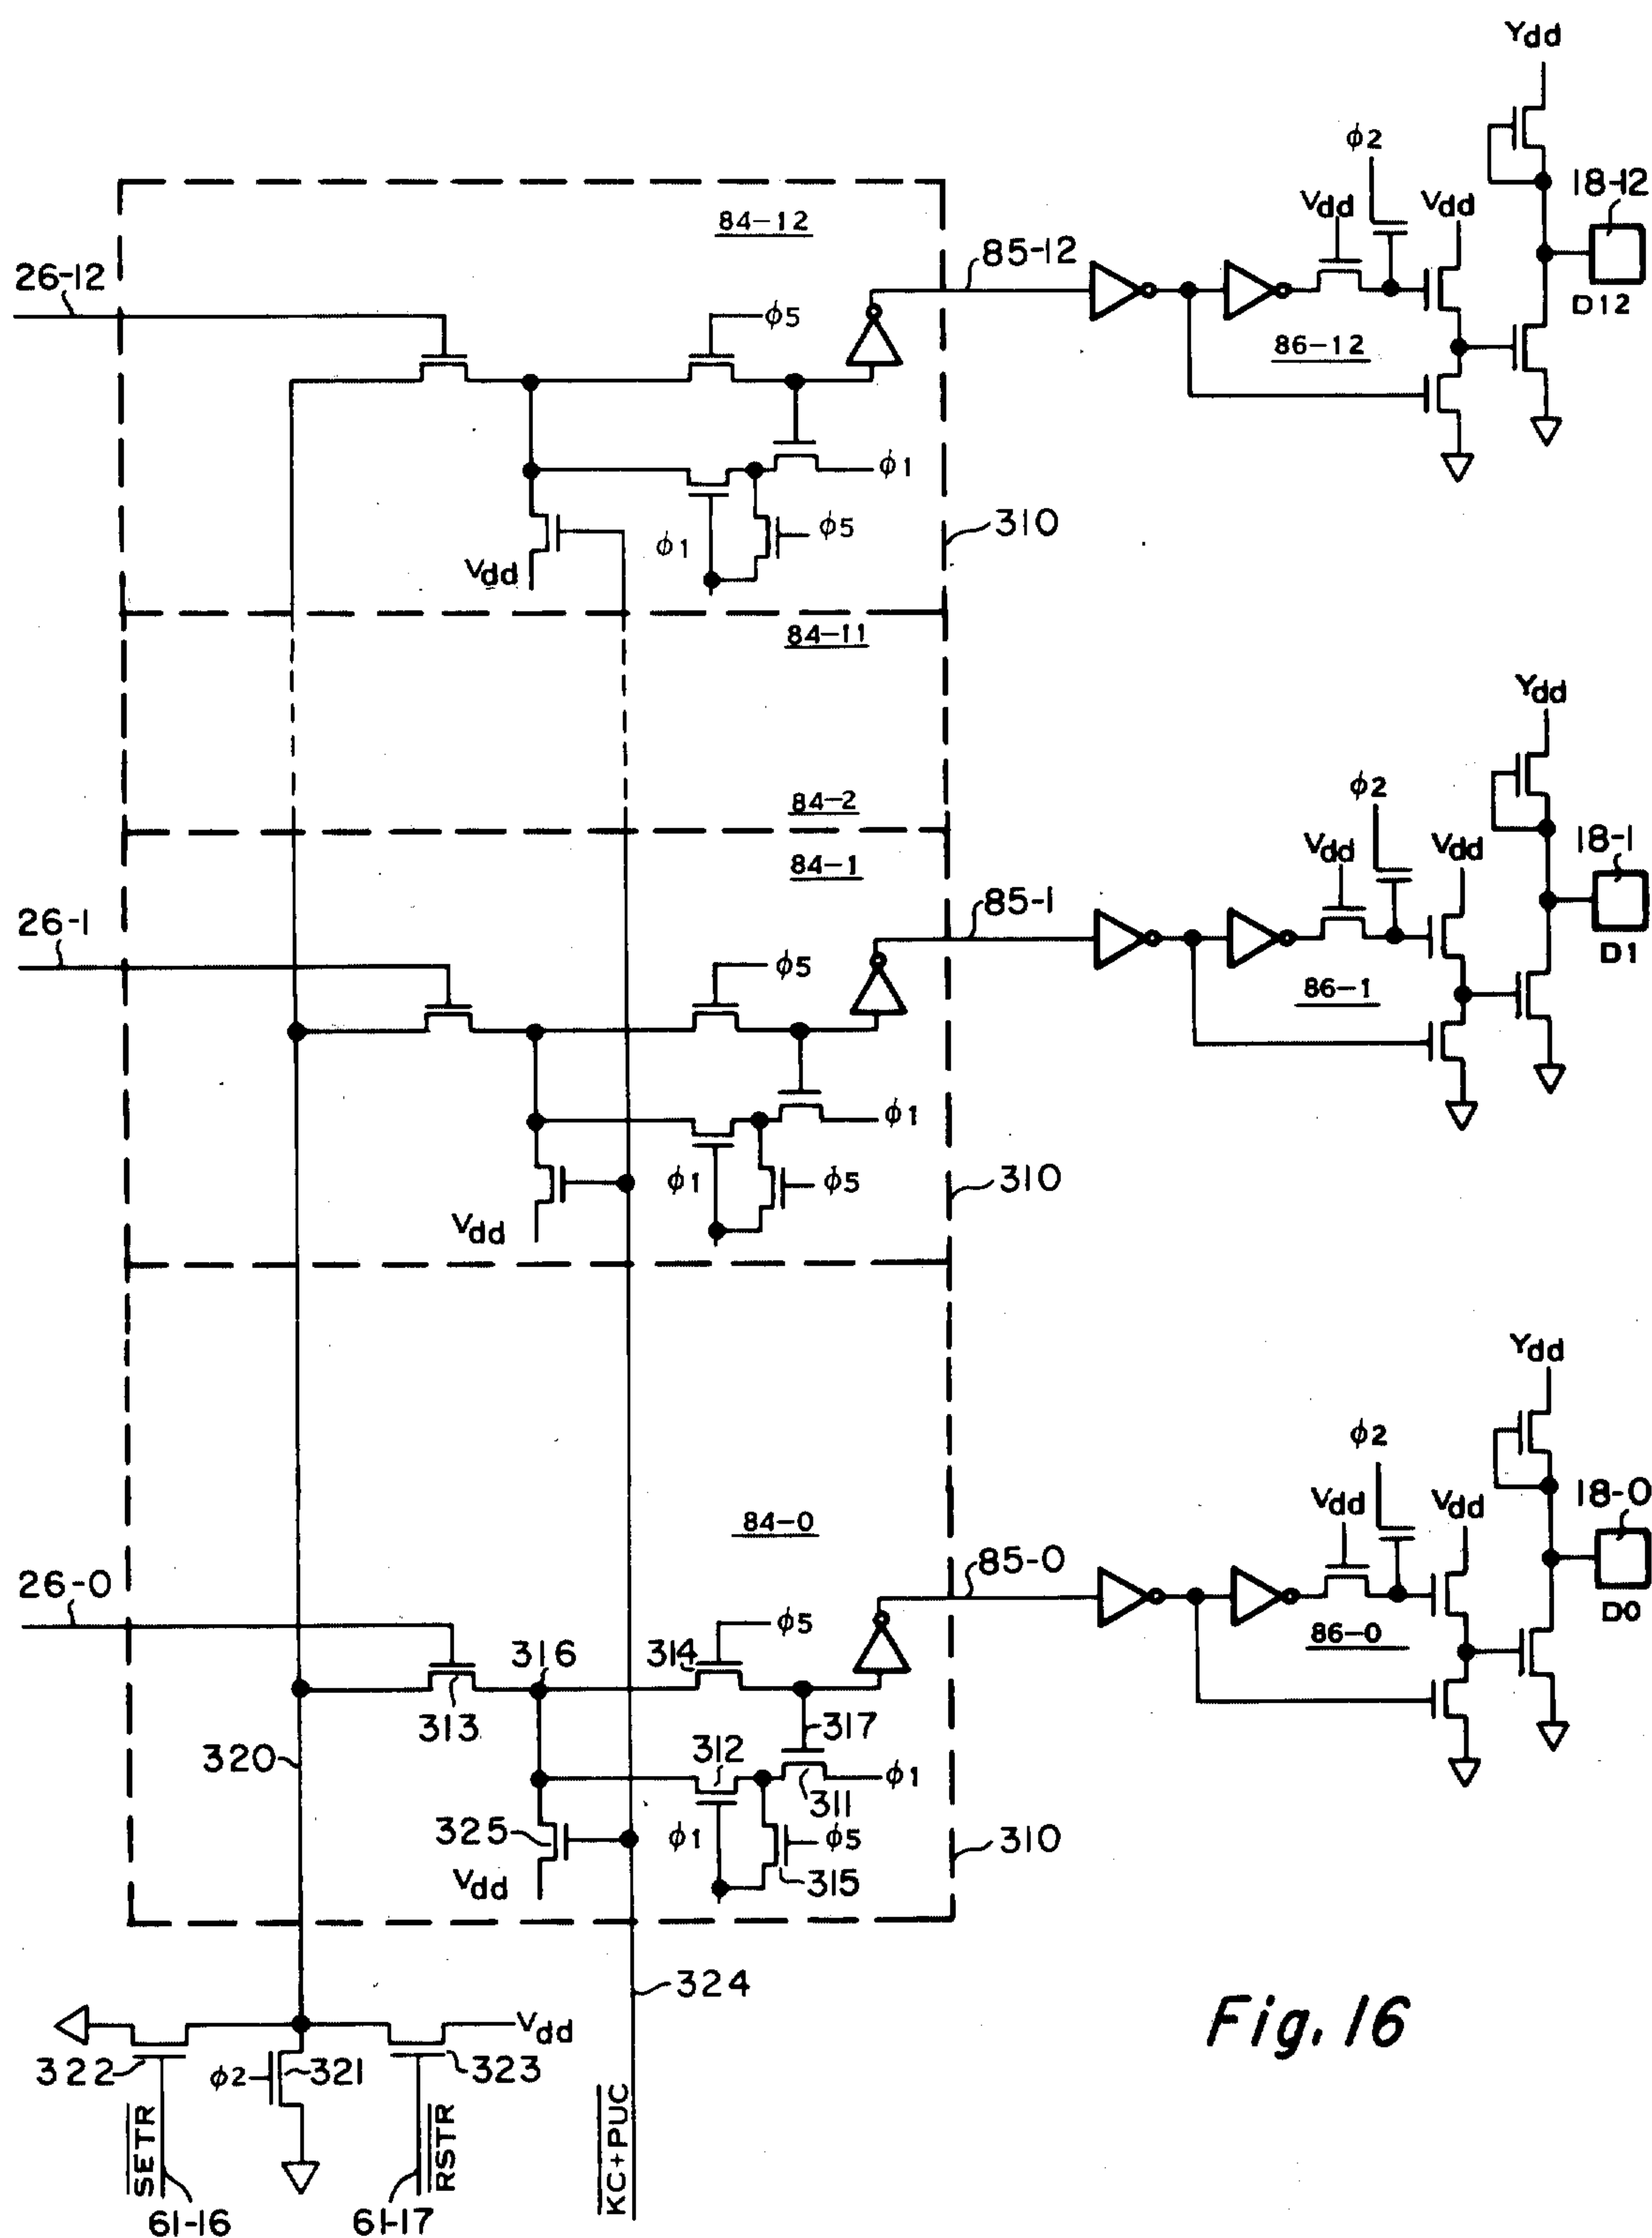 Ydd
φ2
18-12
84-12
Vdd
Vdd
85-12
26-12
D12
φ5
86-12
φ1
310
φ1
φ5
Vdd
84-11
Ydd
φ2
84-2
18-1
Vdd
Vdd
84-1
85-1
26-1
D1
φ5
86-1
φ1
φ1
φ5
310
Vdd
Ydd
φ2
18-0
Vdd
Vdd
84-0
85-0
26-0
D0
φ5
314
316
86-0
313
317
312
320
φ1
311
325
φ1
φ5
310
Vdd
315
324
Vdd
Fig. 16
322
φ2
321
323
SETR
RSTR
KC+PUC
61-16
61-17